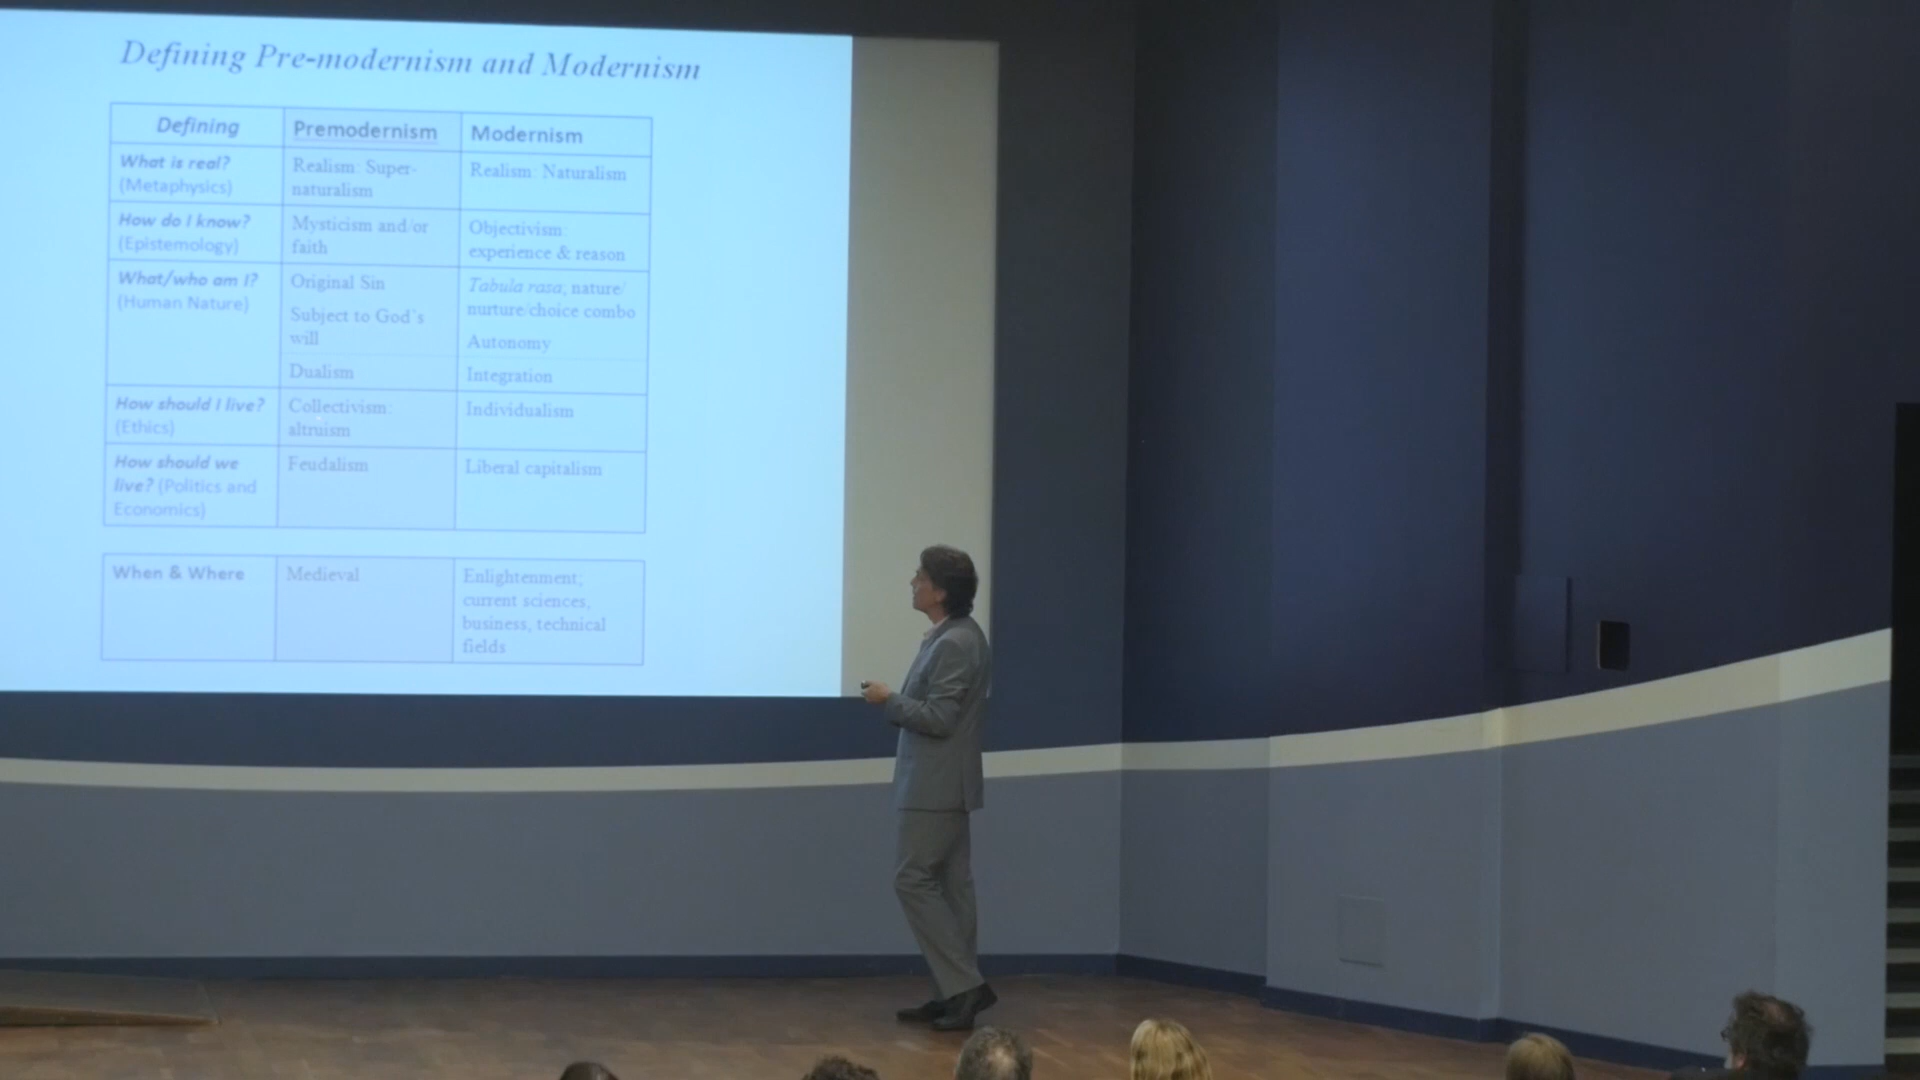 Defining Pre-modernism and Modernism
Defining
Premodernism
Modernism
What is real?
(Metaphysics)
Realism: Super-
naturalism
Realism: Naturalism
How do I know?
(Epistemology)
Mysticism and/or
faith
Objectivism:
experience & reason
What/who am I?
(Human Nature)
Original Sin
Subject to God's
will
Dualism
Tabula rasa; nature/
nurture/choice combo
Autonomy
Integration
How should I live?
(Ethics)
Collectivism:
altruism
Individualism
How should we
live? (Politics and
Economics)
Feudalism
Liberal capitalism
When & Where
Medieval
Enlightenment;
current sciences,
business, technical
fields